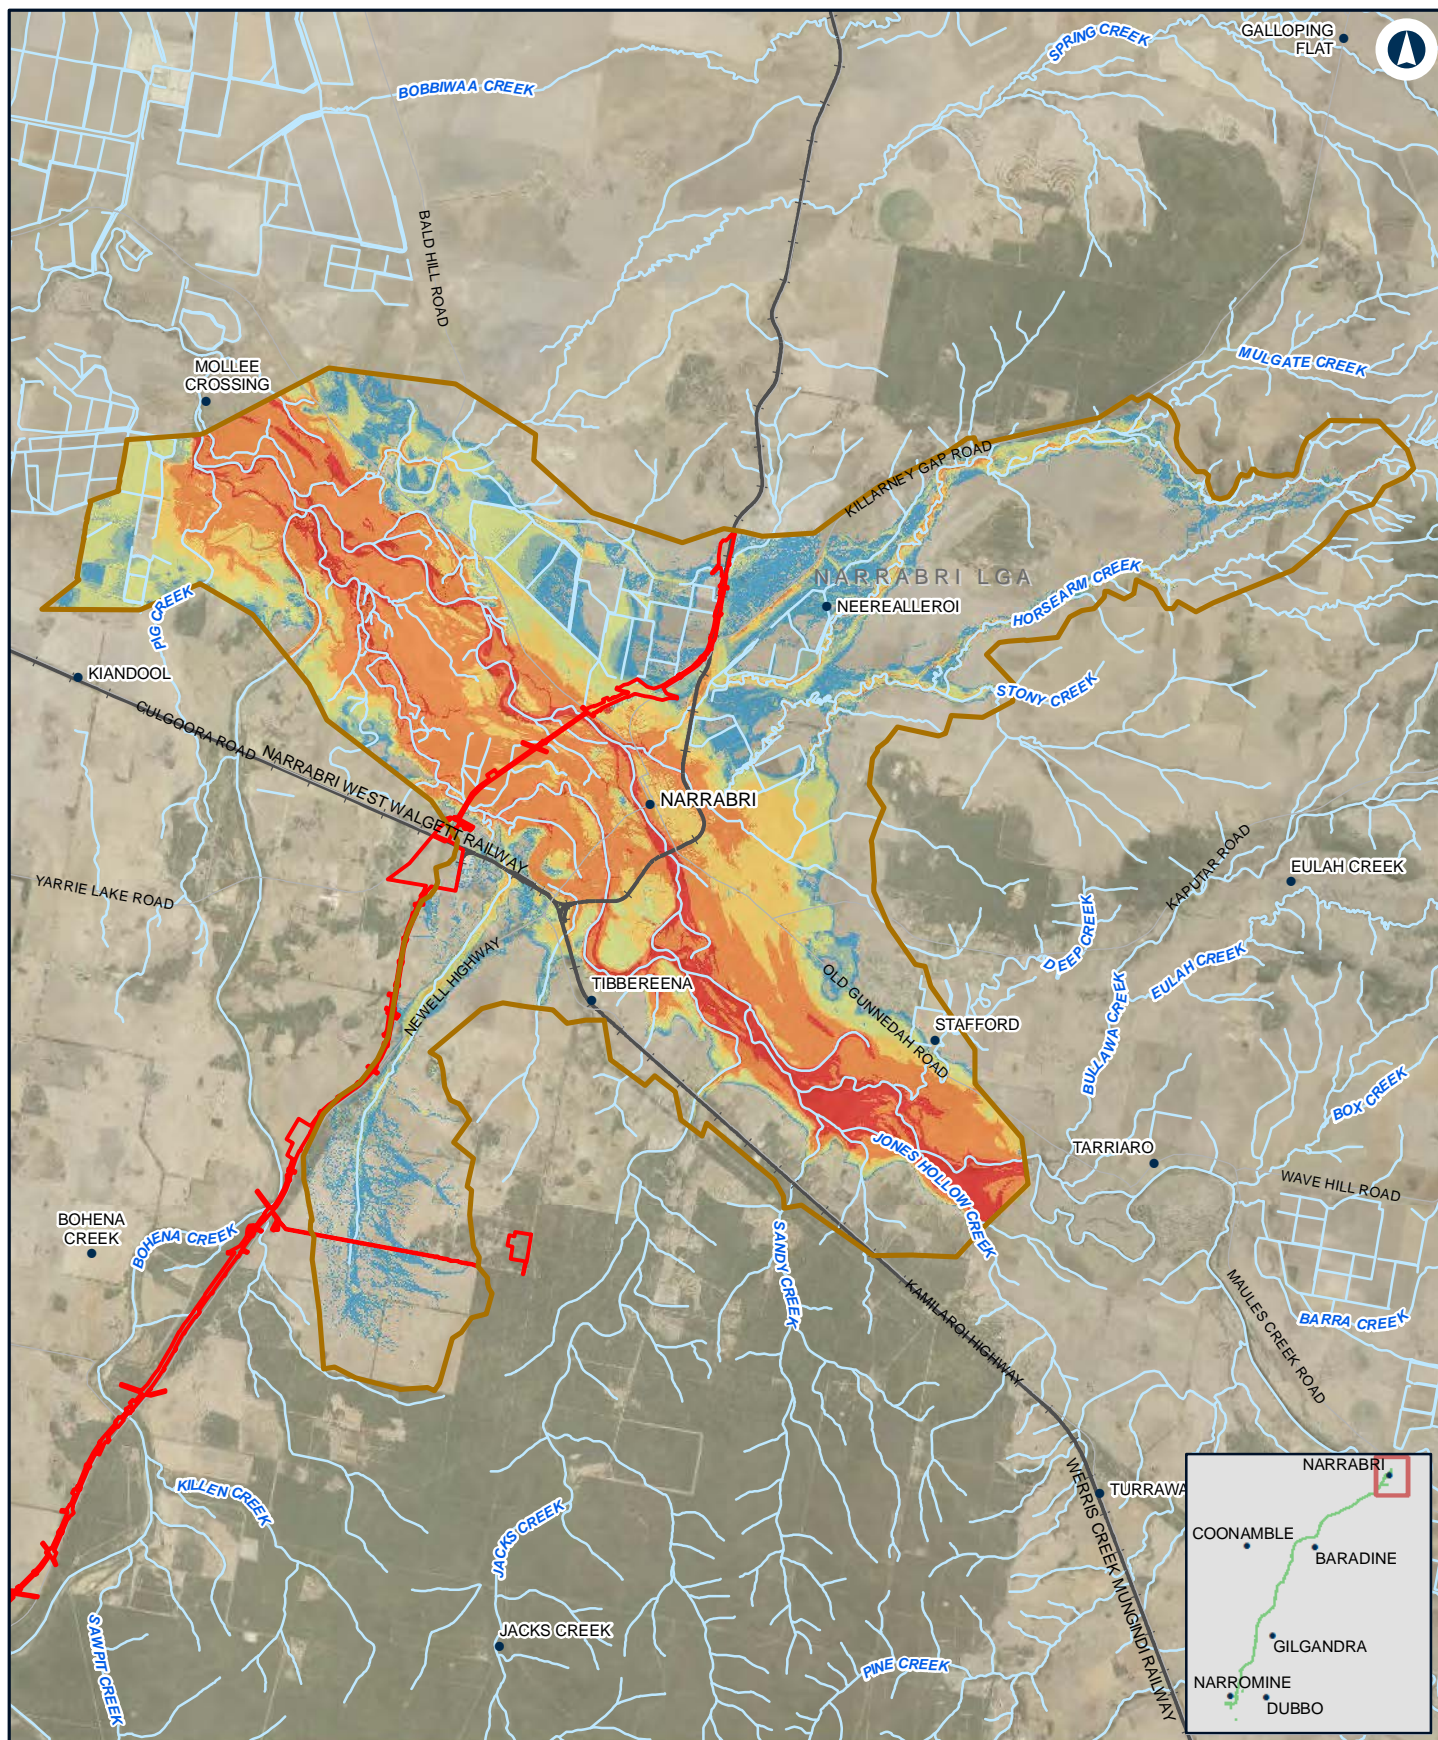 GALLOPING
FLAT
SPRING CREEK
BOBBIWAA CREEK
BALD HILL ROAD
MOLLEE
CROSSING
MULGATE CREEK
KILLARNEY GAP ROAD
NARRABRI LGA
HORSEARM CREEK
NEEREALLEROI
PIG CREEK
KIANDOOL
STONY CREEK
CULGOORA ROAD
NARRABRI WEST WALGETT RAILWAY
NARRABRI
KAPUTAR ROAD
EULAH CREEK
YARRIE LAKE ROAD
DEEP CREEK
EULAH CREEK
NEWELL HIGHWAY
TIBBEREENA
OLD GUNNEDAH ROAD
STAFFORD
BULLAWA CREEK
BOX CREEK
JONES HOLLOW CREEK
TARRIARO
WAVE HILL ROAD
BOHENA
CREEK
BOHENA CREEK
SANDY CREEK
KAMILAROI HIGHWAY
MAULES CREEK ROAD
BARRA CREEK
KILLEN CREEK
JACKS CREEK
TURRAWA
WERRIS CREEK MUNGINDI RAILWAY
SAWPIT CREEK
JACKS CREEK
PINE CREEK
NARRABRI
COONAMBLE
BARADINE
GILGANDRA
NARROMINE
DUBBO